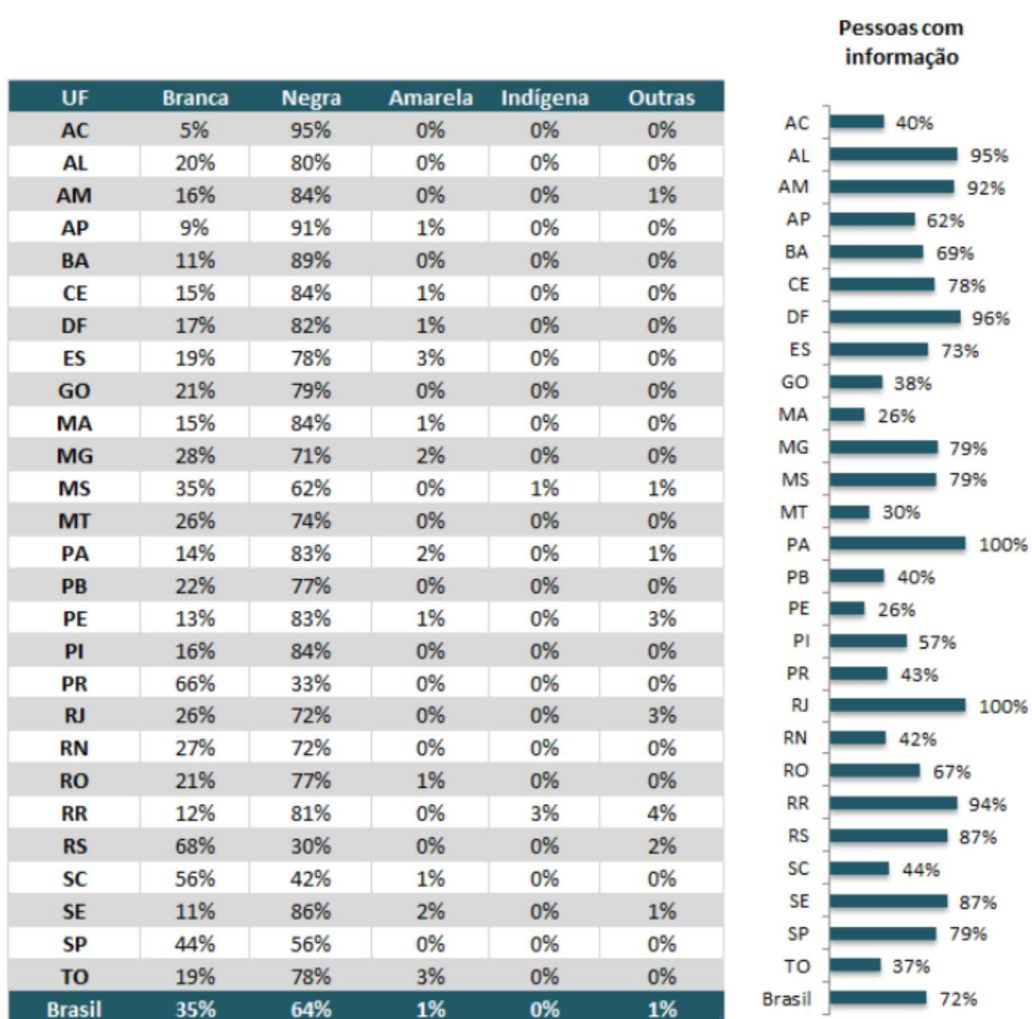 Pessoas com
informação
UF Branca Negra Amarela Indígena Outras
AC 5% 95% 0% 0% 0%
AL 20% 80% 0% 0% 0%
AM 16% 84% 0% 0% 1%
AP 9% 91% 1% 0% 0%
BA 11% 89% 0% 0% 0%
CE 15% 84% 1% 0% 0%
DF 17% 82% 1% 0% 0%
ES 19% 78% 3% 0% 0%
GO 21% 79% 0% 0% 0%
MA 15% 84% 1% 0% 0%
MG 28% 71% 2% 0% 0%
MS 35% 62% 0% 1% 1%
MT 26% 74% 0% 0% 0%
PA 14% 83% 2% 0% 1%
PB 22% 77% 0% 0% 0%
PE 13% 83% 1% 0% 3%
PI 16% 84% 0% 0% 0%
PR 66% 33% 0% 0% 0%
RJ 26% 72% 0% 0% 3%
RN 27% 72% 0% 0% 0%
RO 21% 77% 1% 0% 0%
RR 12% 81% 0% 3% 4%
RS 68% 30% 0% 0% 2%
SC 56% 42% 1% 0% 0%
SE 11% 86% 2% 0% 1%
SP 44% 56% 0% 0% 0%
TO 19% 78% 3% 0% 0%
Brasil 35% 64% 1% 0% 1%
AC 40%
AL 95%
AM 92%
AP 62%
BA 69%
CE 78%
DF 96%
ES 73%
GO 38%
MA 26%
MG 79%
MS 79%
MT 30%
PA 100%
PB 40%
PE 26%
PI 57%
PR 43%
RJ 100%
RN 42%
RO 67%
RR 94%
RS 87%
SC 44%
SE 87%
SP 79%
TO 37%
Brasil 72%